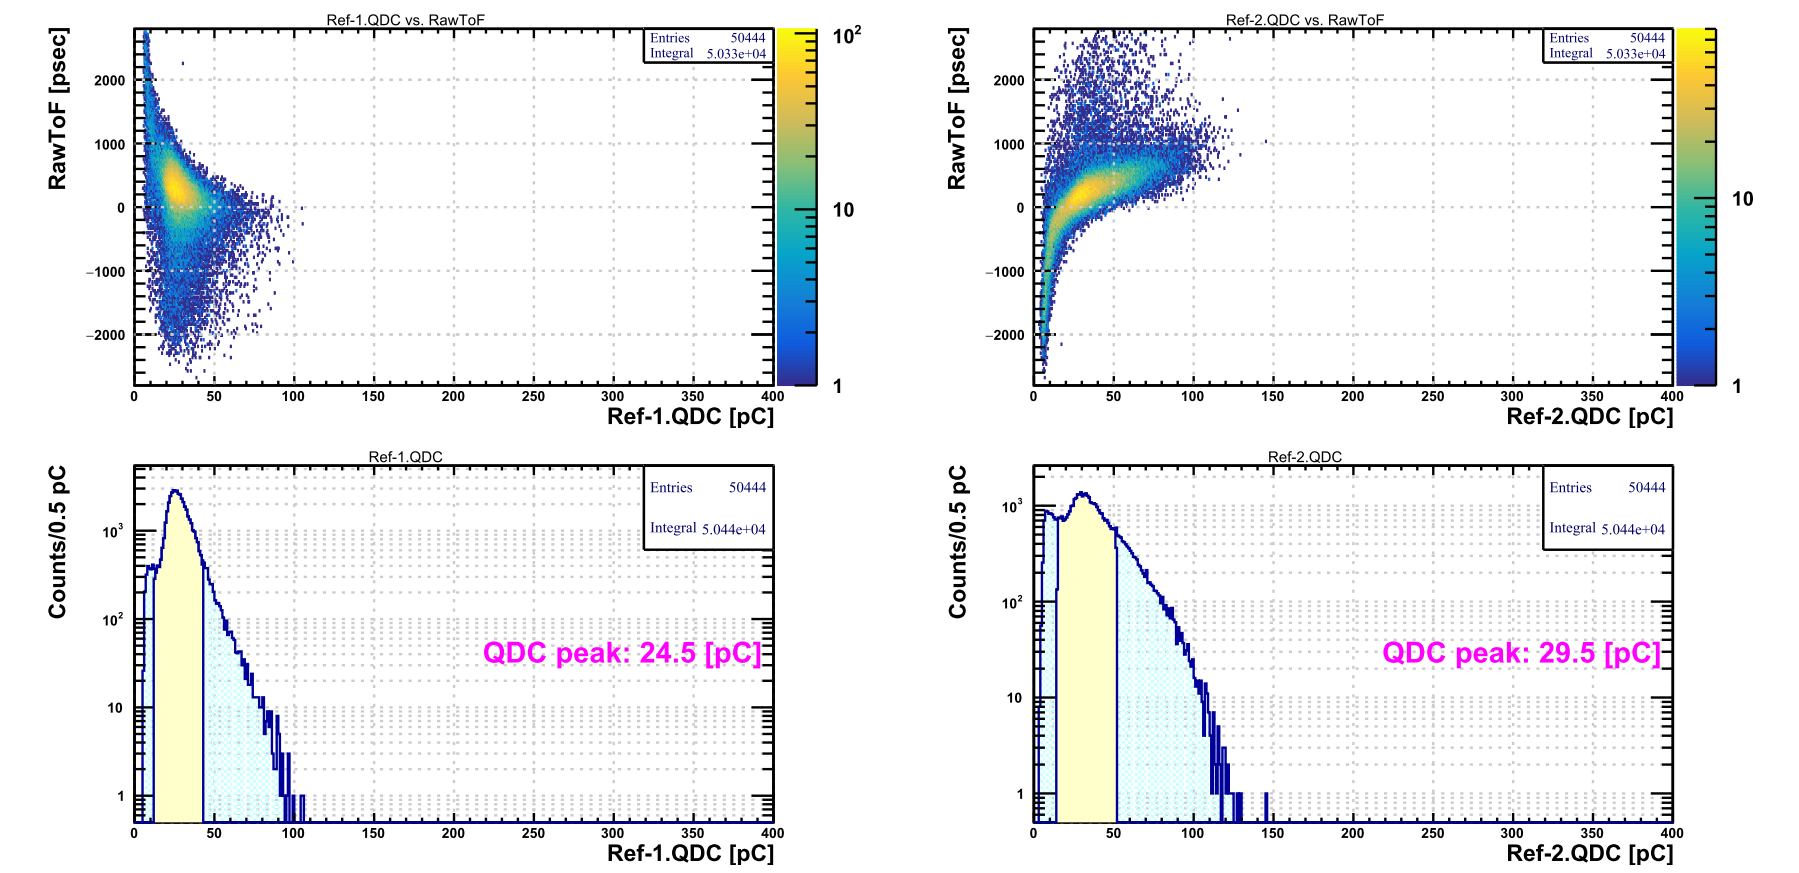 Ref-1.QDC vs. RawToF
RawToF [psec]
Entries 50444
Integral 5.033e+04
2000
1000
0
−1000
−2000
0 50 100 150 200 250 300 350 400
Ref-1.QDC [pC]
10²
10
1
Ref-2.QDC vs. RawToF
RawToF [psec]
Entries 50444
Integral 5.033e+04
2000
1000
0
−1000
−2000
0 50 100 150 200 250 300 350 400
Ref-2.QDC [pC]
10
1
Ref-1.QDC
Counts/0.5 pC
Entries 50444
Integral 5.044e+04
10³
10²
10
1
QDC peak: 24.5 [pC]
0 50 100 150 200 250 300 350 400
Ref-1.QDC [pC]
Ref-2.QDC
Counts/0.5 pC
Entries 50444
Integral 5.044e+04
10³
10²
10
1
QDC peak: 29.5 [pC]
0 50 100 150 200 250 300 350 400
Ref-2.QDC [pC]